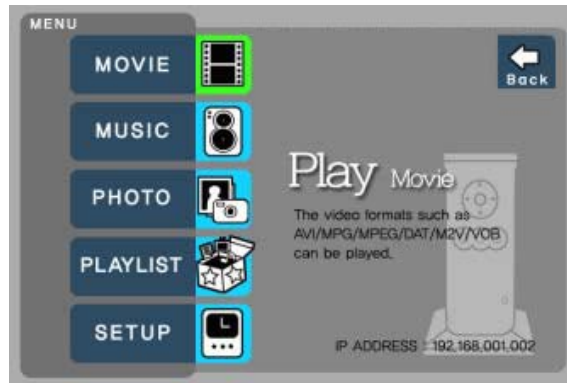 MENU
MOVIE
Back
MUSIC
PHOTO
PLAYLIST
SETUP
Play Movie
The video formats such as
AVI/MPG/MPEG/DAT/M2V/VOB
can be played.
IP ADDRESS : 192.168.001.002